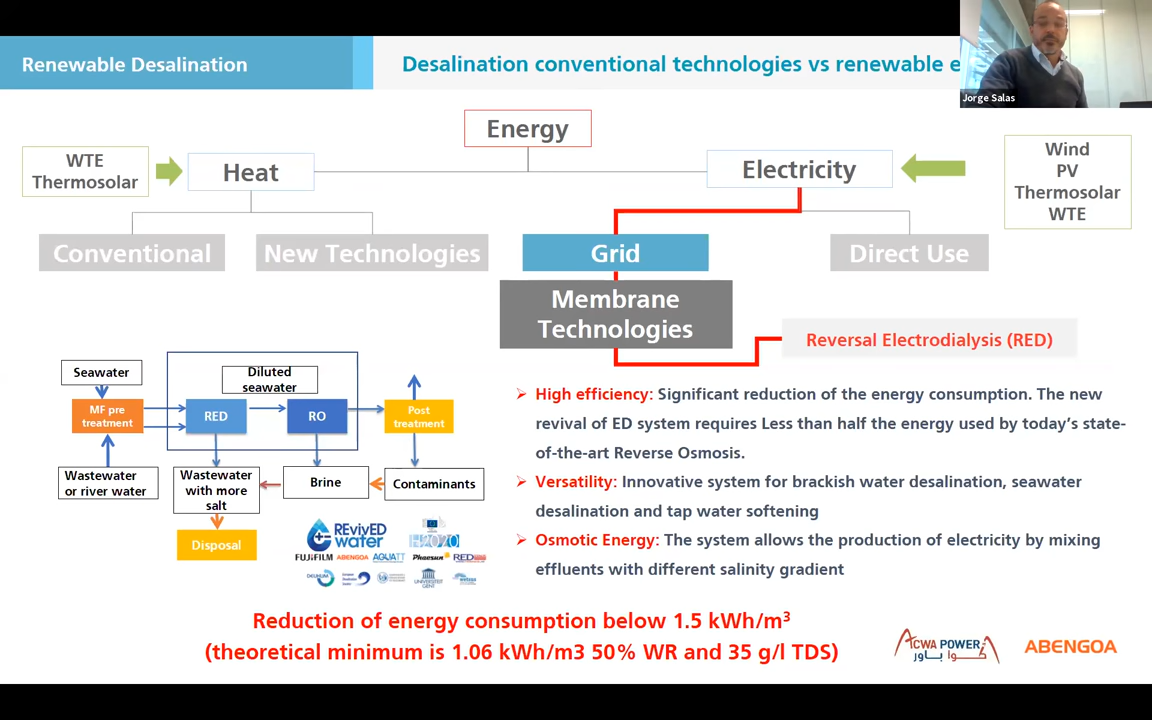 Renewable Desalination
Desalination conventional technologies vs renewable e
Jorge Salas
Energy
WTE
Thermosolar
Heat
Electricity
Wind
PV
Thermosolar
WTE
Conventional
New Technologies
Grid
Direct Use
Membrane
Technologies
Reversal Electrodialysis (RED)
Seawater
Diluted
seawater
MF pre
treatment
RED
RO
Post
treatment
Wastewater
or river water
Wastewater
with more
salt
Brine
Contaminants
Disposal
High efficiency: Significant reduction of the energy consumption. The new
revival of ED system requires Less than half the energy used by today's state-
of-the-art Reverse Osmosis.
Versatility: Innovative system for brackish water desalination, seawater
desalination and tap water softening
Osmotic Energy: The system allows the production of electricity by mixing
effluents with different salinity gradient
REvivED
water
H2020
FUJIFILM ABENGOA AQUATT Phaesun RED
UNIVERSITEIT
GENT
Reduction of energy consumption below 1.5 kWh/m³
(theoretical minimum is 1.06 kWh/m3 50% WR and 35 g/l TDS)
ACWA POWER
أكوا باور
ABENGOA